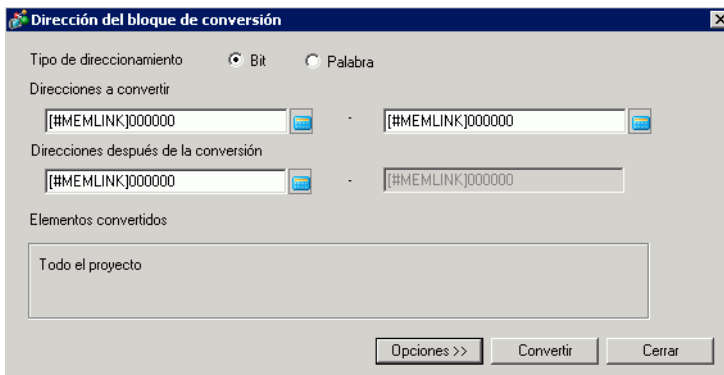 Dirección del bloque de conversión
Tipo de direccionamiento Bit Palabra
Direcciones a convertir
[#MEMLINK]000000 - [#MEMLINK]000000
Direcciones después de la conversión
[#MEMLINK]000000 - [#MEMLINK]000000
Elementos convertidos
Todo el proyecto
Opciones >> Convertir Cerrar